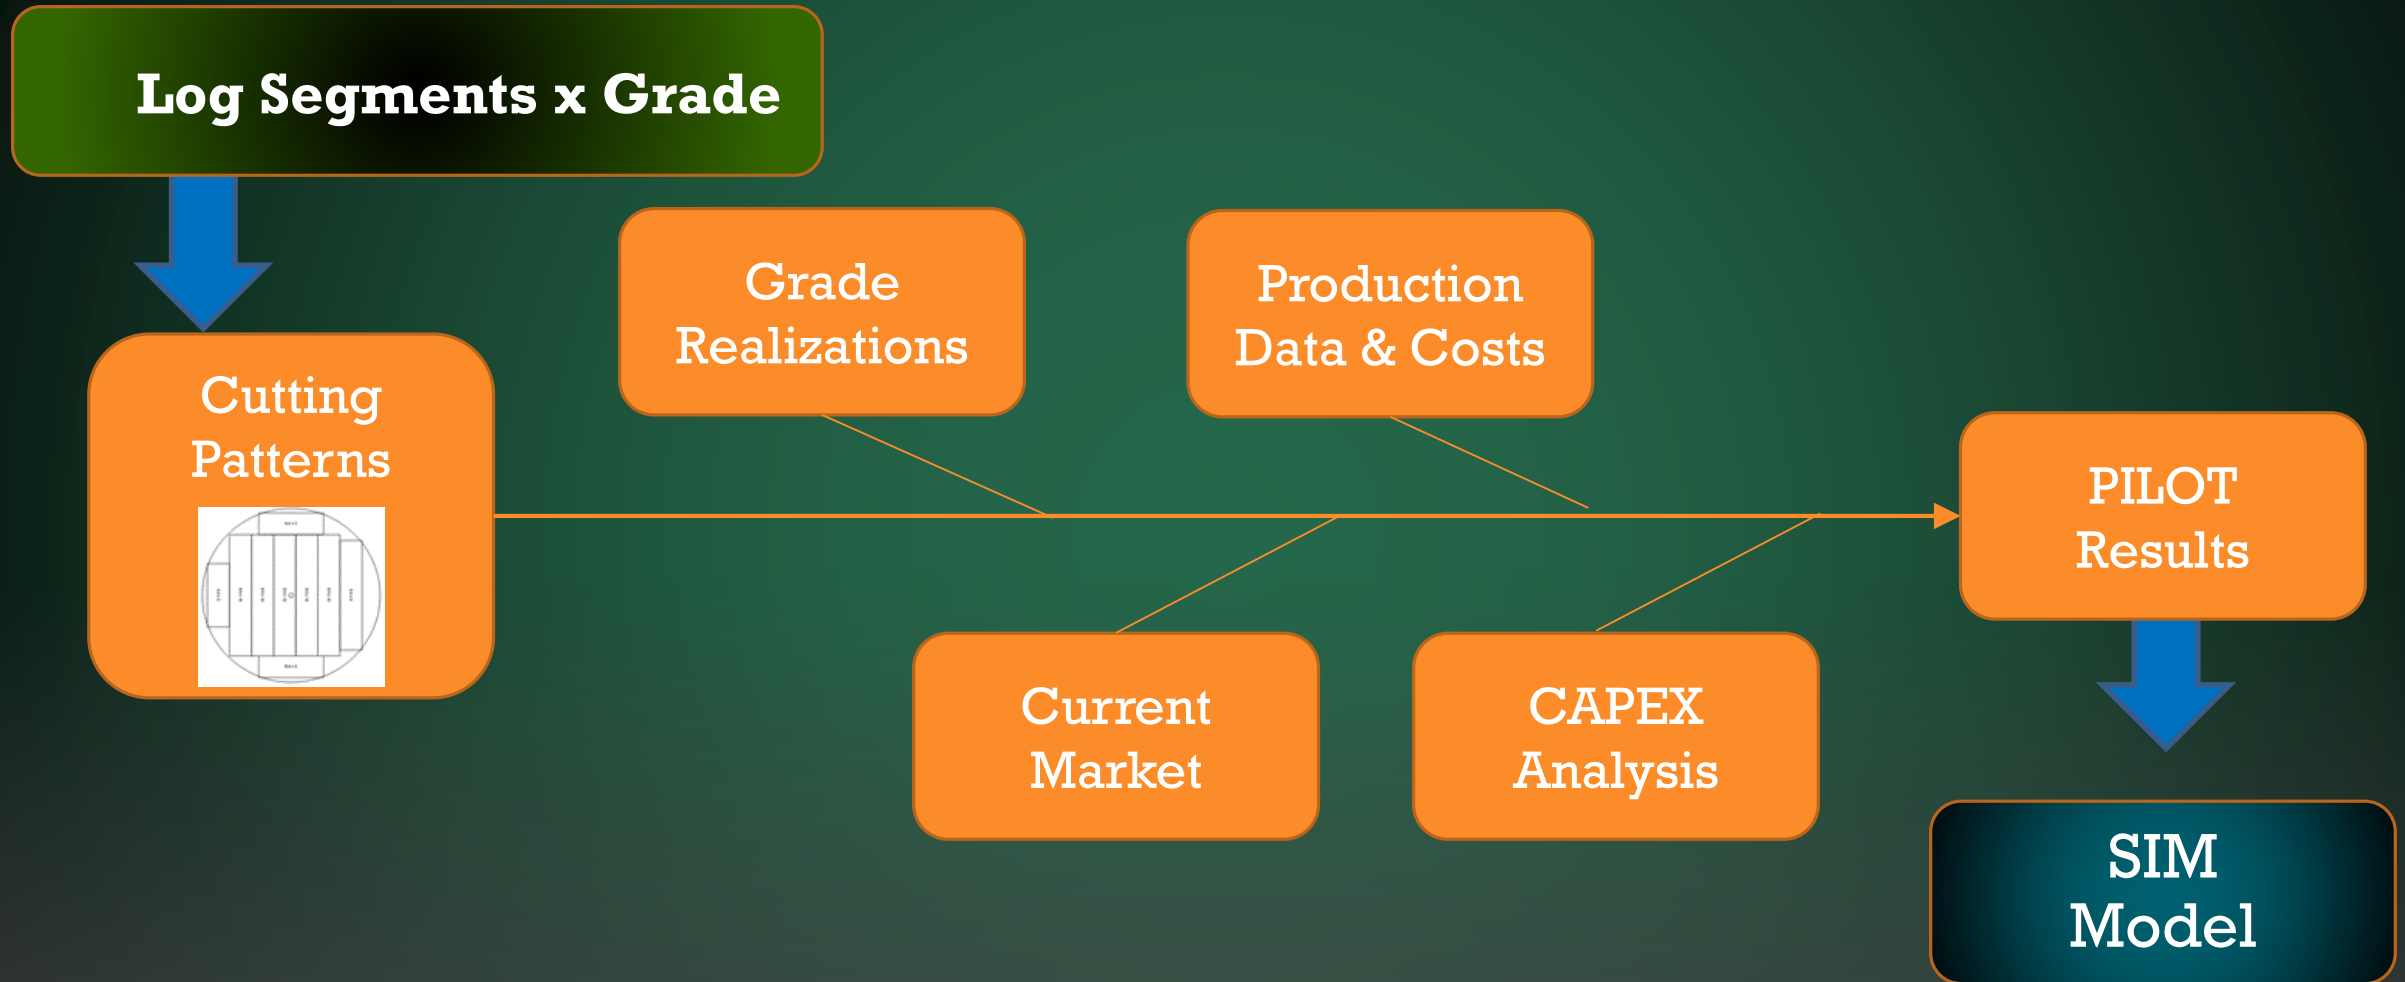 Log Segments x Grade
Grade
Realizations
Production
Data & Costs
Cutting
Patterns
PILOT
Results
Current
Market
CAPEX
Analysis
SIM
Model